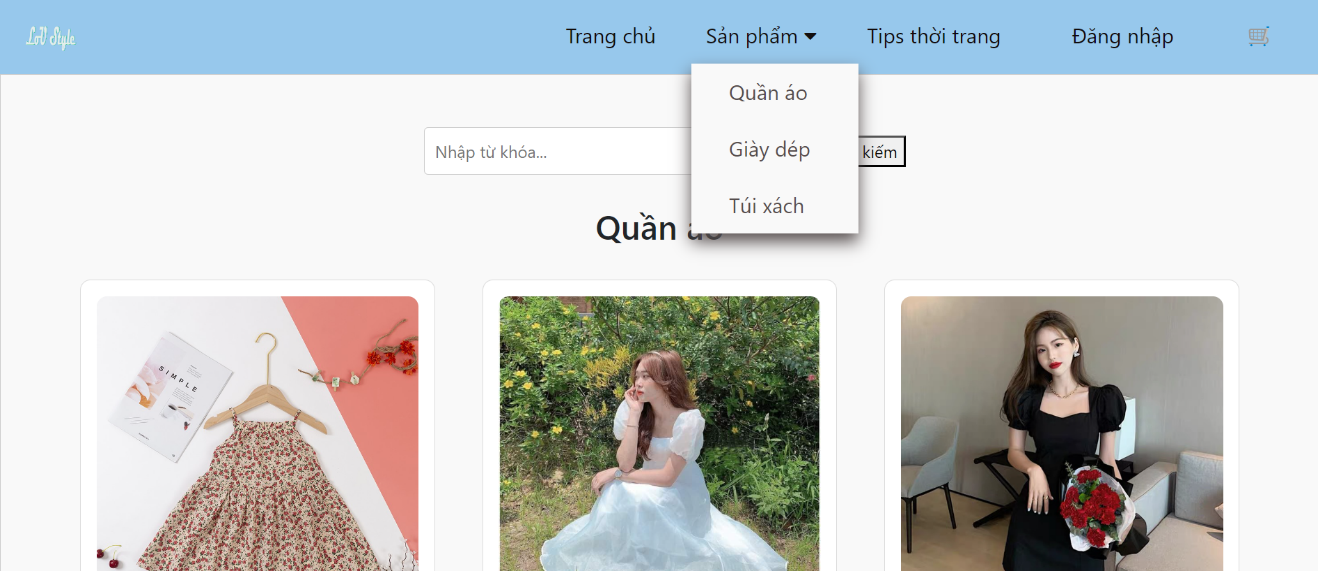 LoV Style
Trang chủ
Sản phẩm
Tips thời trang
Đăng nhập
Quần áo
Giày dép
Túi xách
Nhập từ khóa...
kiếm
Quần áo
SIMPLE